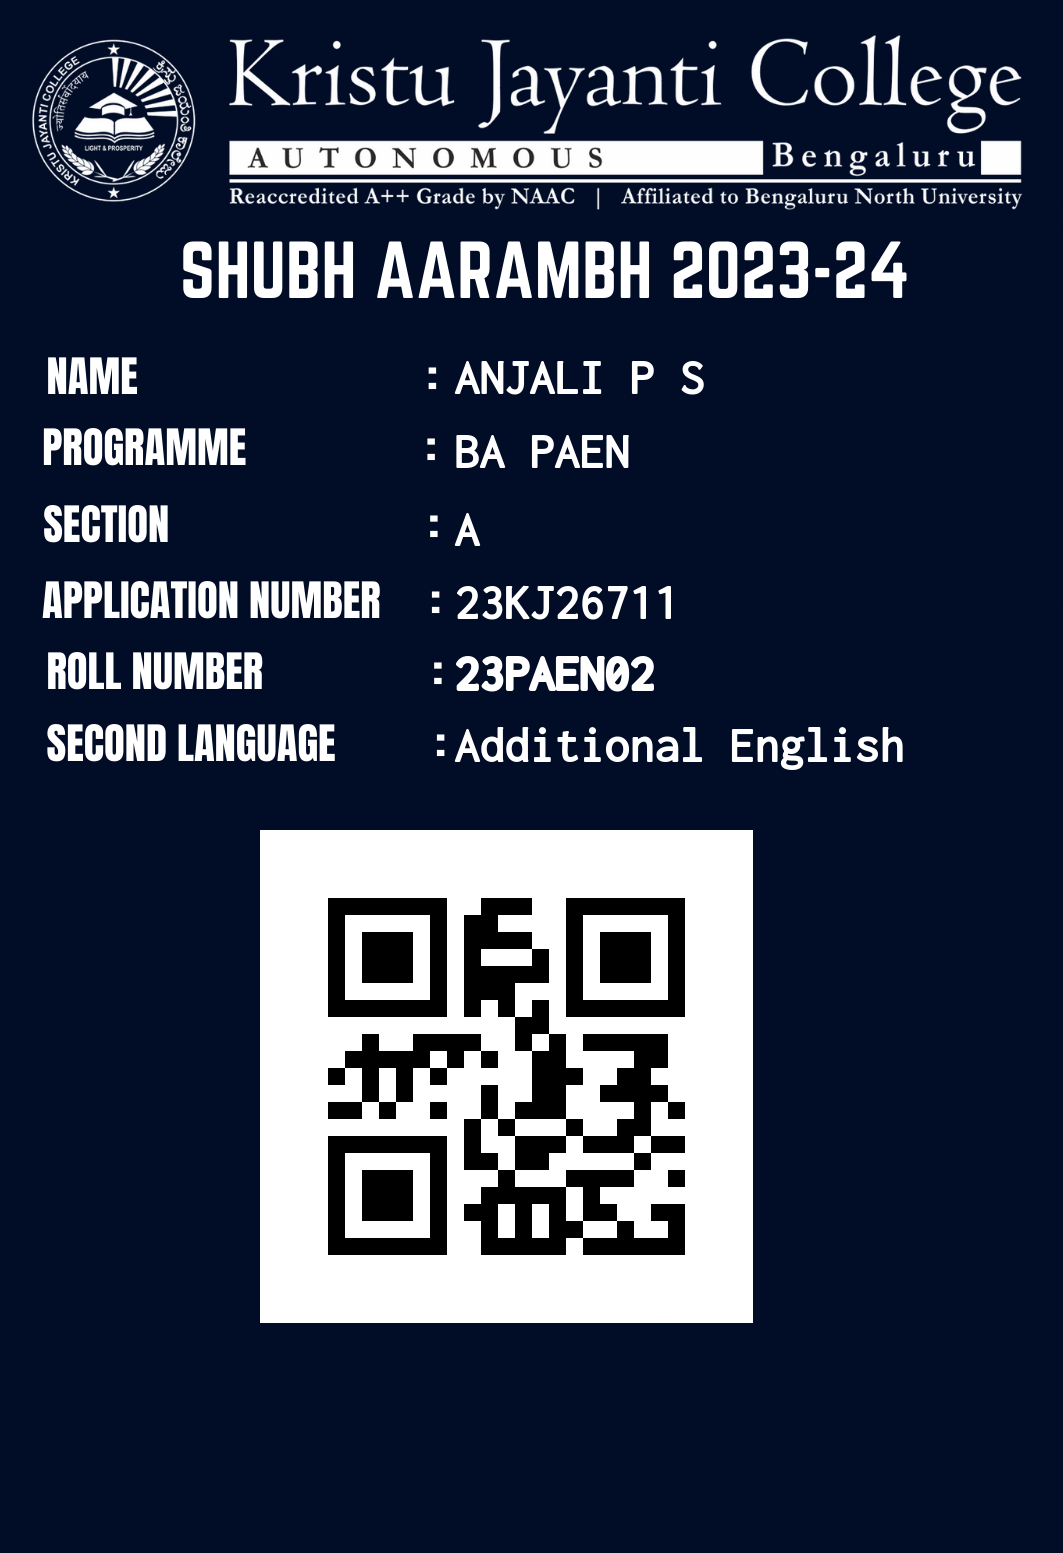 KRISTU JAYANTI COLLEGE
ಕ್ರಿಸ್ತು ಜಯಂತಿ ಕಾಲೇಜು
LIGHT & PROSPERITY
Kristu Jayanti College
AUTONOMOUS Bengaluru
Reaccredited A++ Grade by NAAC | Affiliated to Bengaluru North University
SHUBH AARAMBH 2023-24
NAME : ANJALI P S
PROGRAMME : BA PAEN
SECTION : A
APPLICATION NUMBER : 23KJ26711
ROLL NUMBER : 23PAEN02
SECOND LANGUAGE : Additional English